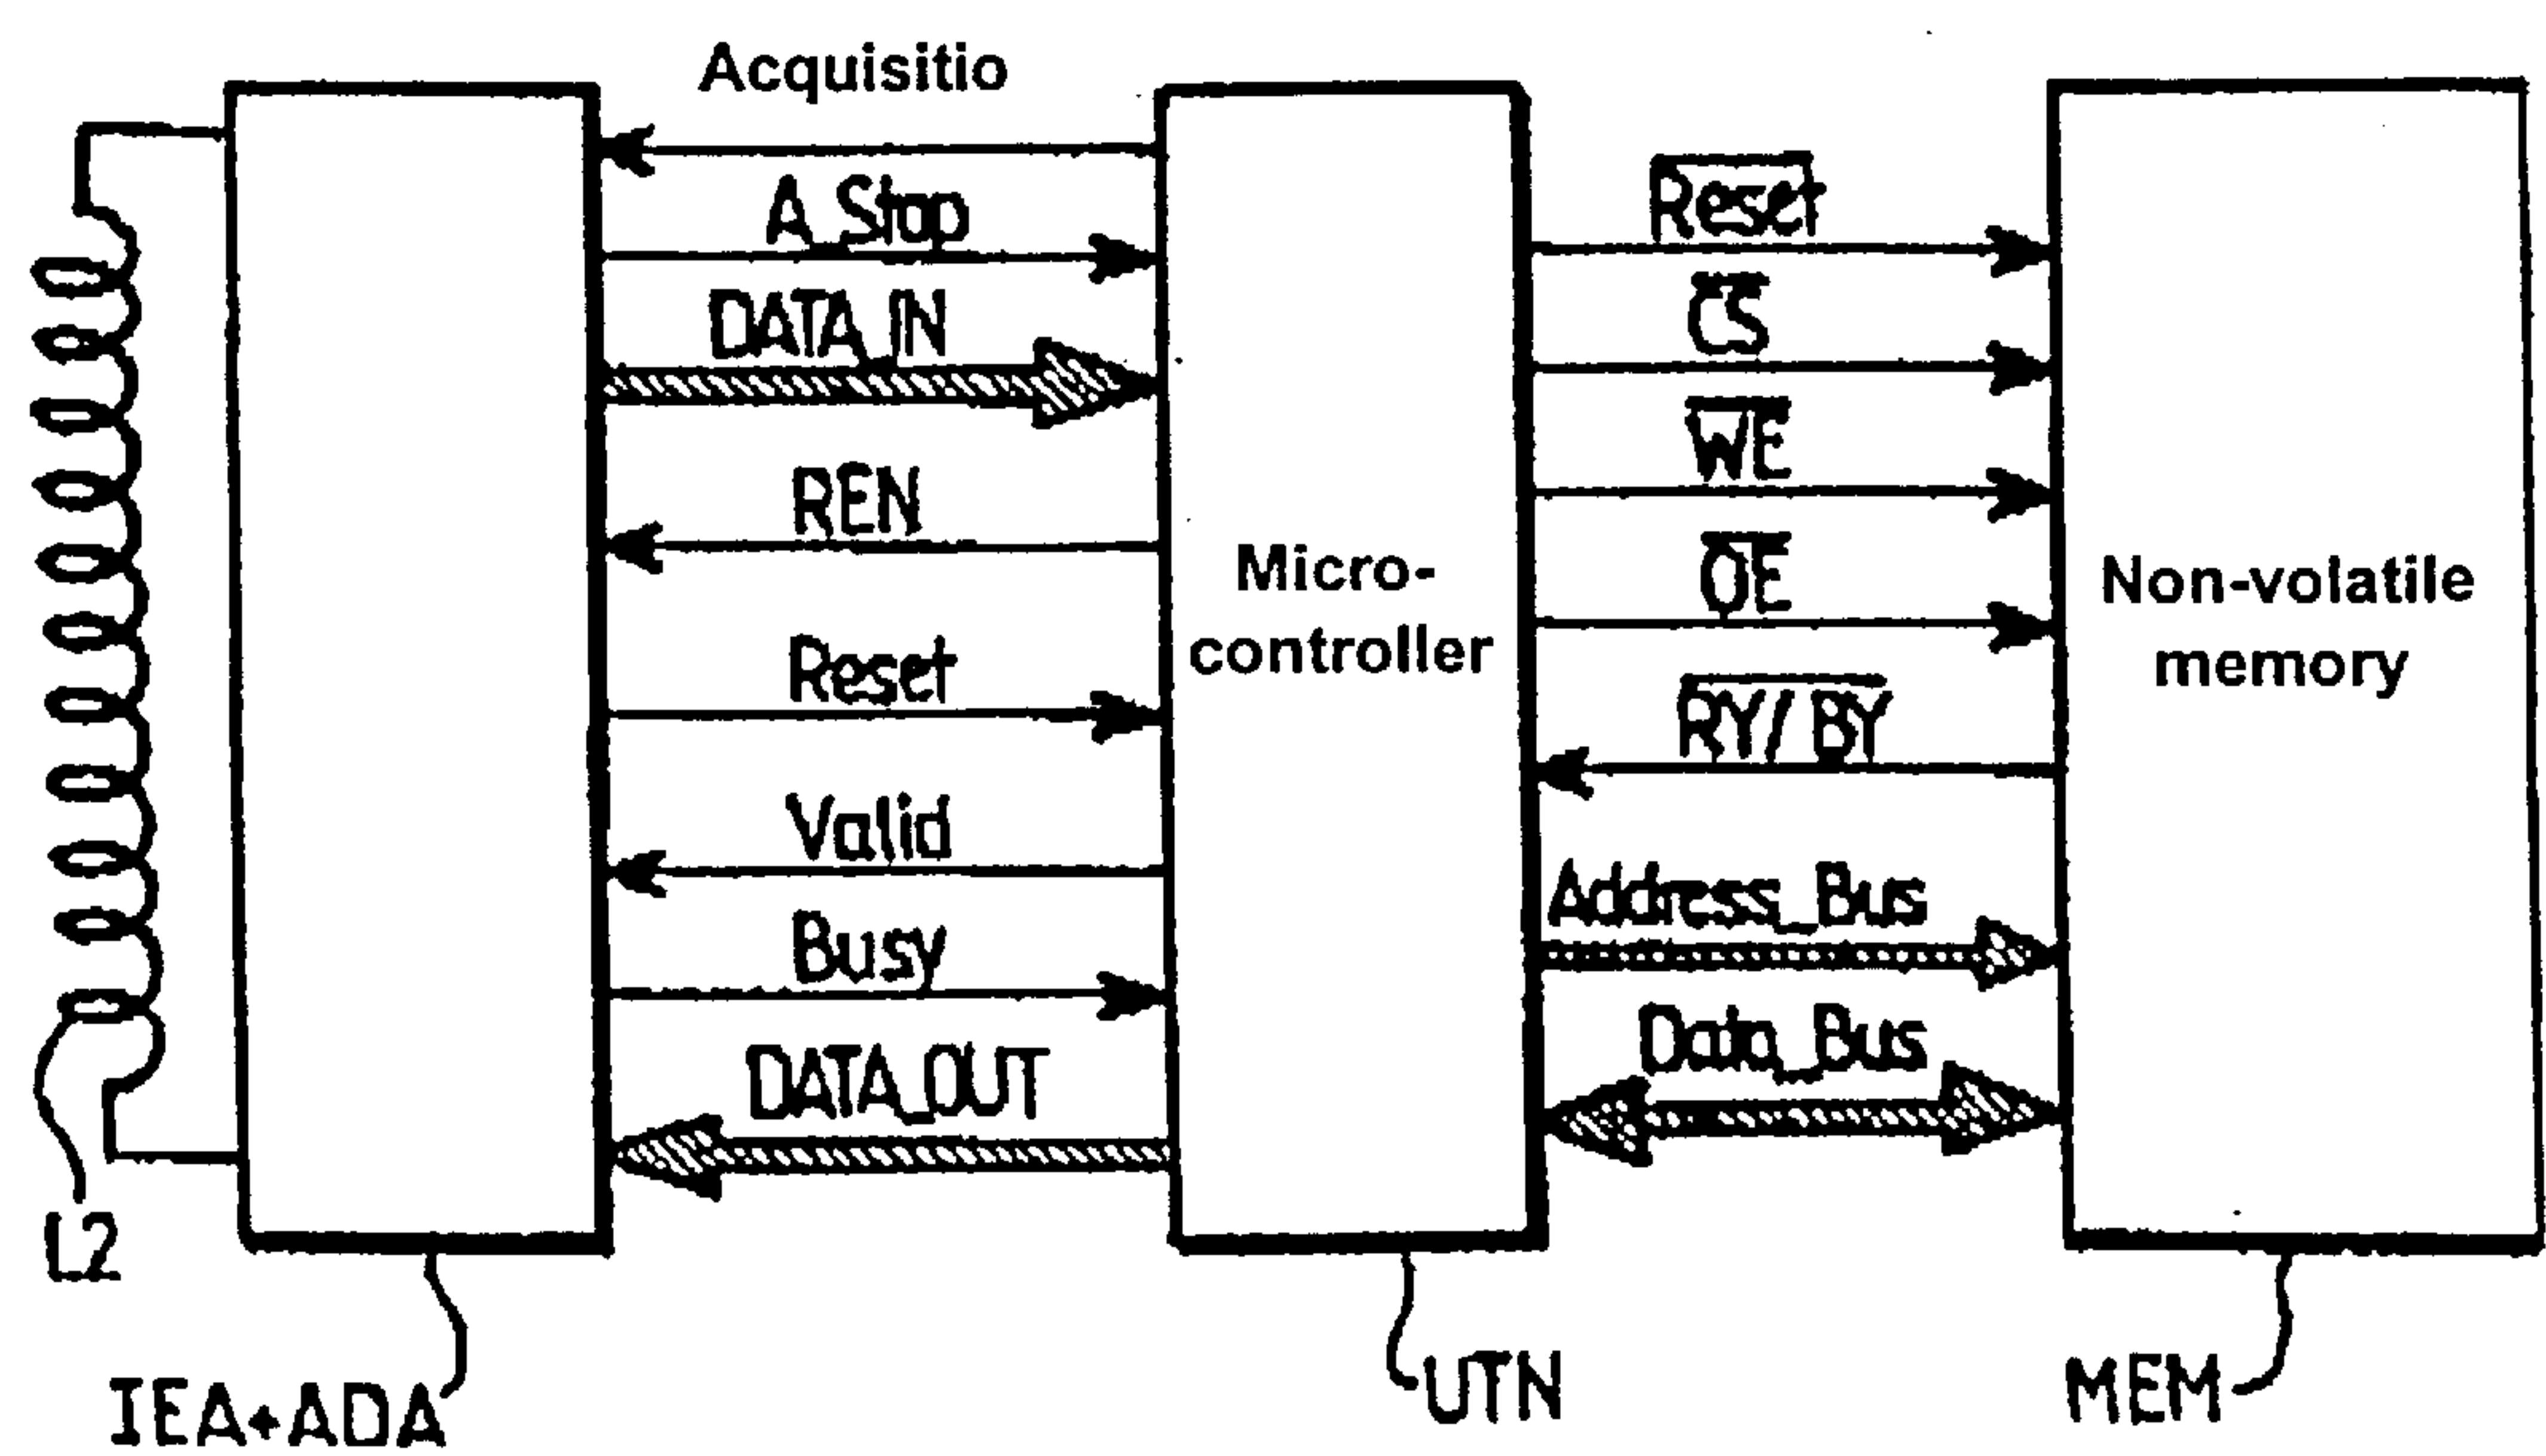 Acquisitio
A_Stop
DATA_IN
REN
Reset
Valid
Busy
DATA_OUT
Micro-
controller
Reset
CS
WE
OE
RY/BY
Address_Bus
Data_Bus
Non-volatile
memory
L2
IEA+ADA
UTN
MEM